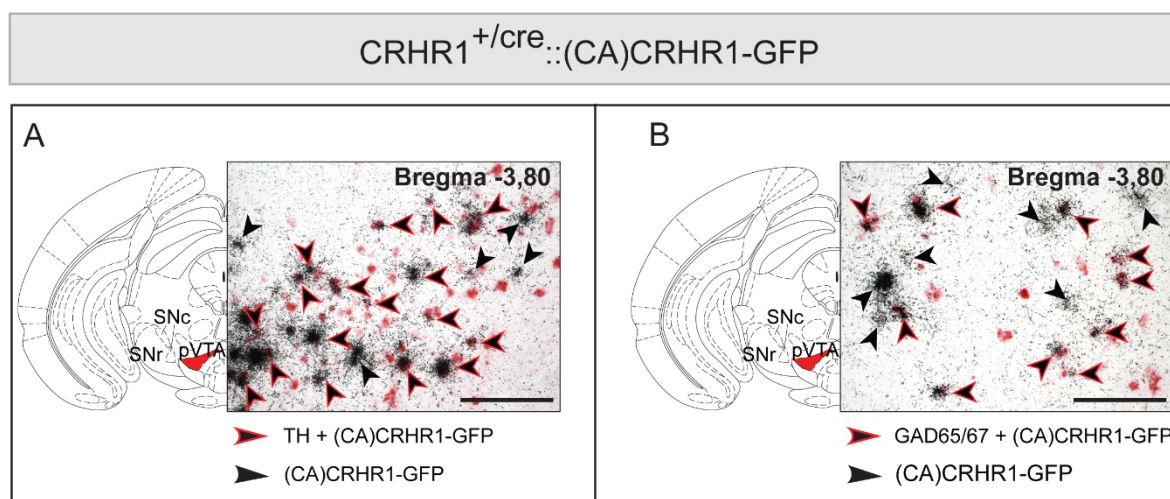 CRHR1+/cre::(CA)CRHR1-GFP
A
Bregma -3,80
SNc
SNr
pVTA
TH + (CA)CRHR1-GFP
(CA)CRHR1-GFP
B
Bregma -3,80
SNc
SNr
pVTA
GAD65/67 + (CA)CRHR1-GFP
(CA)CRHR1-GFP